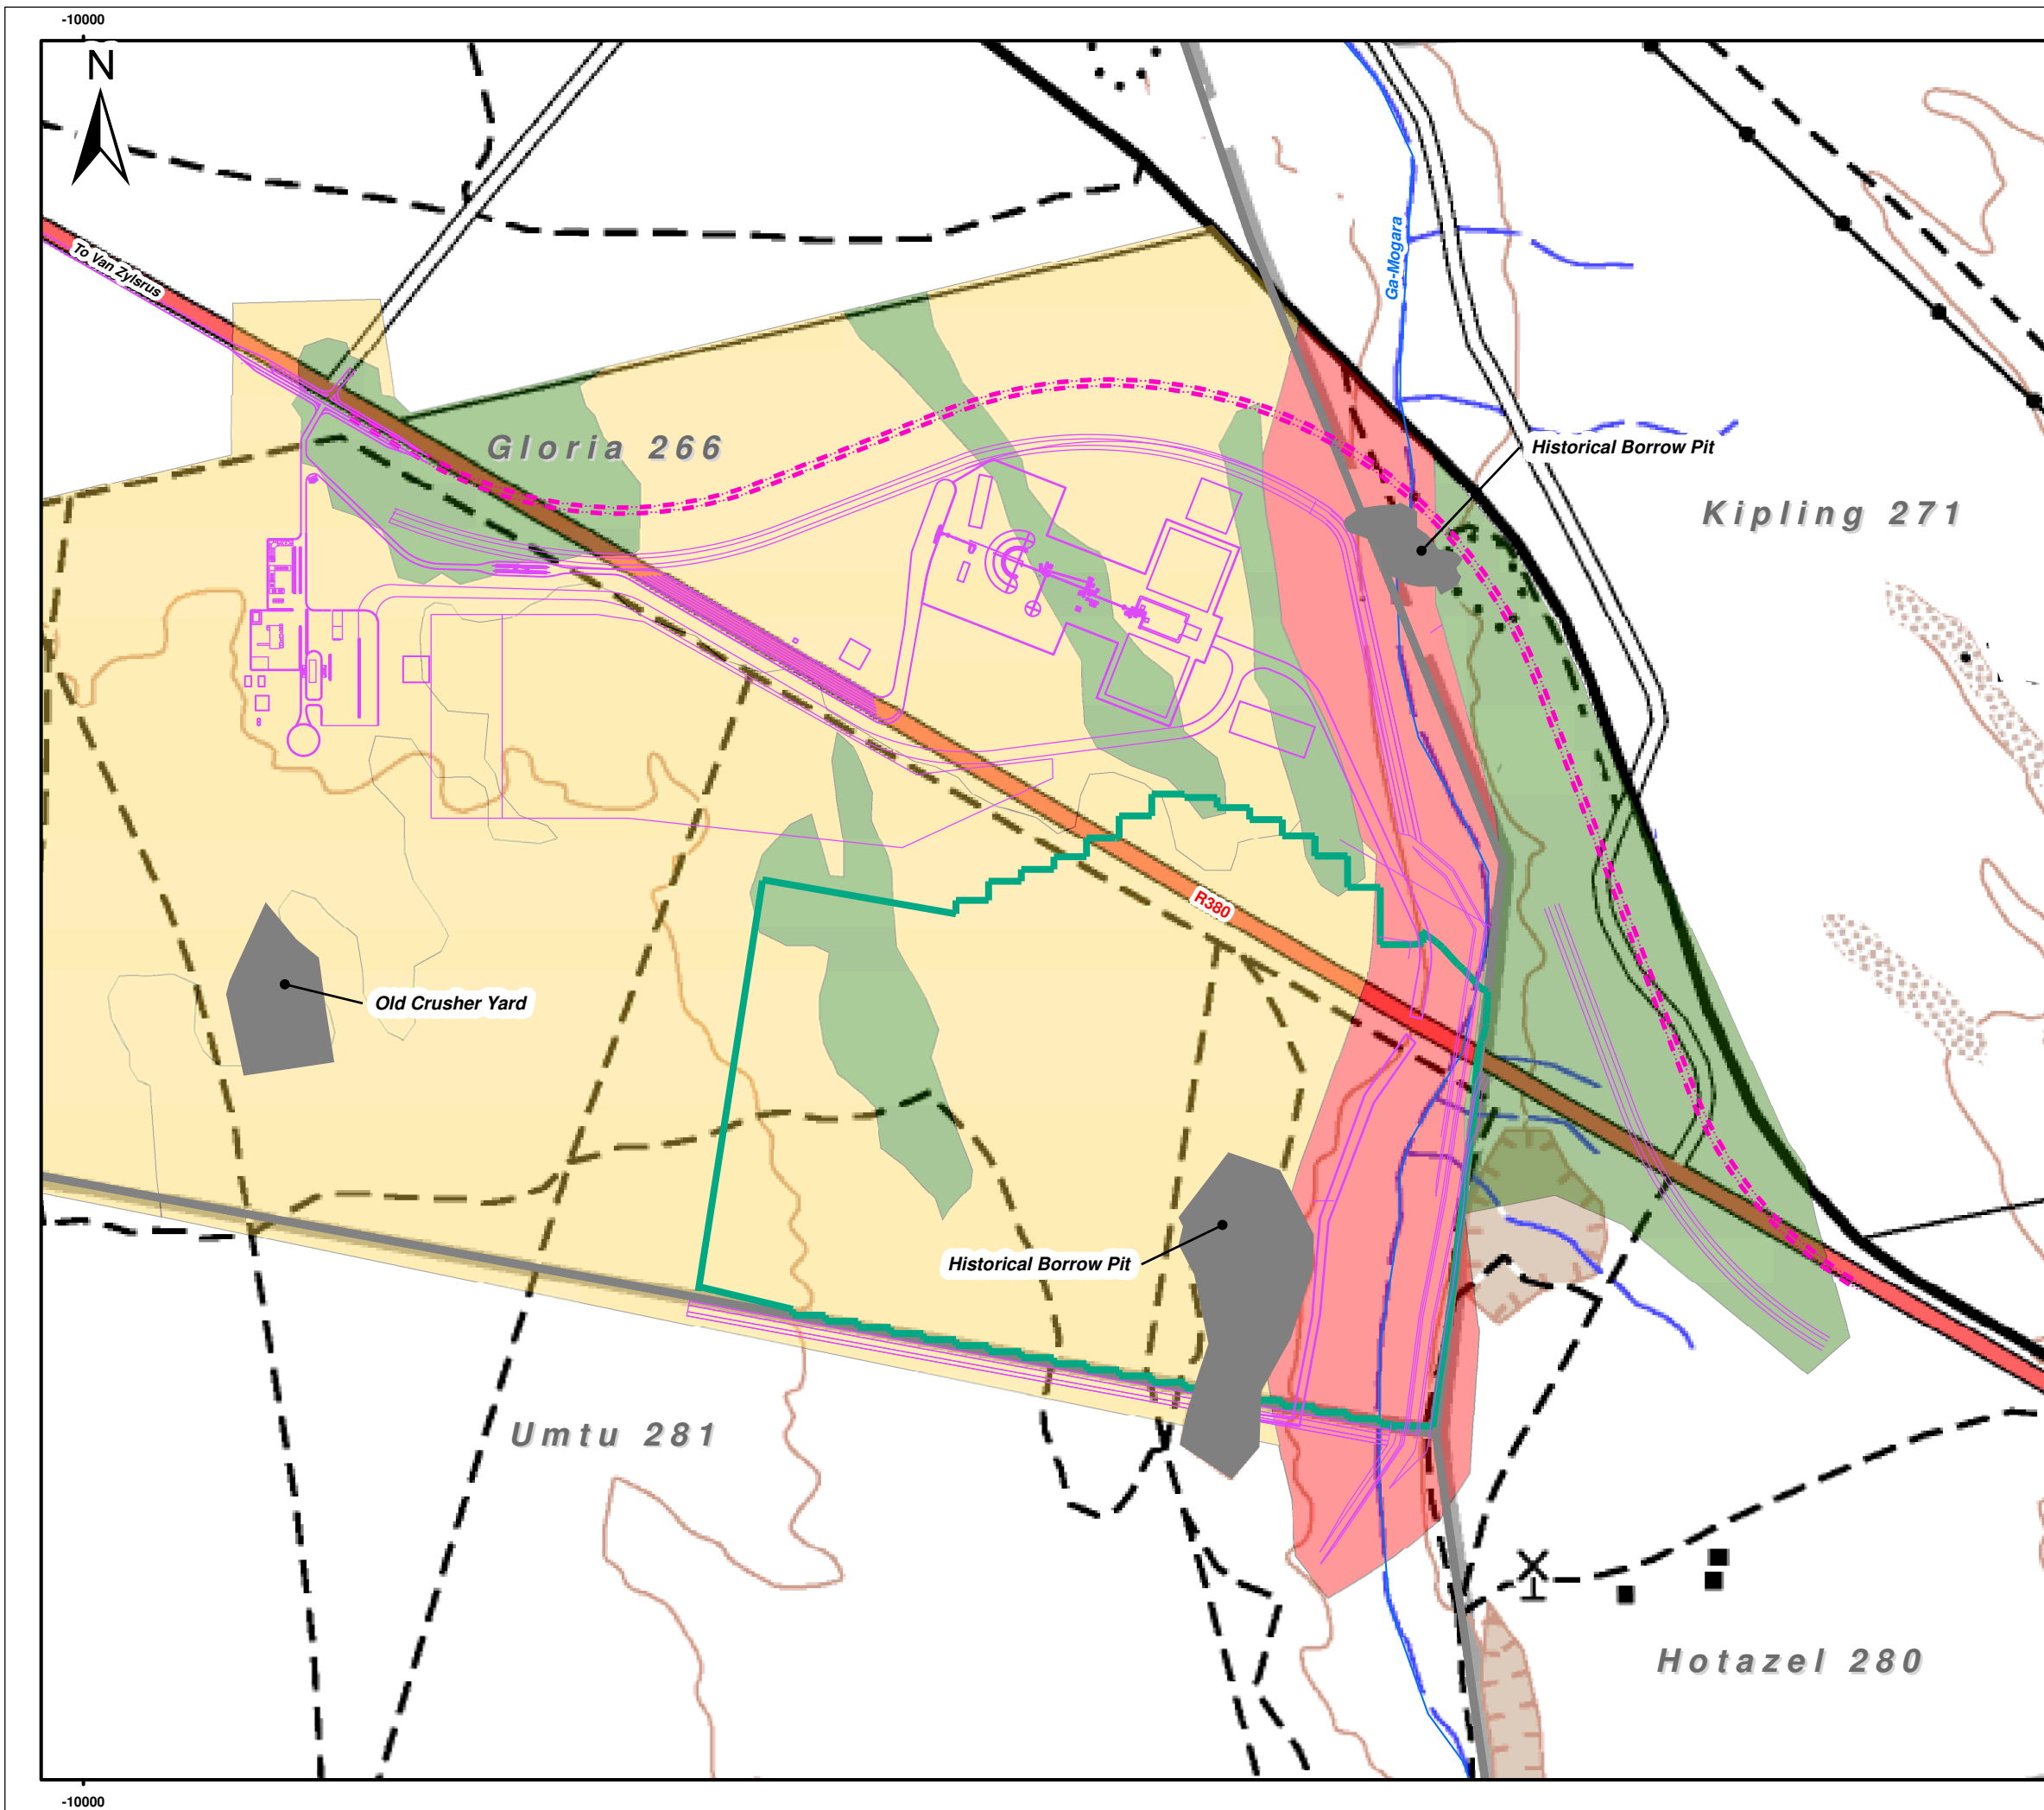 -10000
N
To Van Zylsrus
Ga-Mogara
Gloria 266
Historical Borrow Pit
Kipling 271
R380
Old Crusher Yard
Historical Borrow Pit
Umtu 281
Hotazel 280
-10000